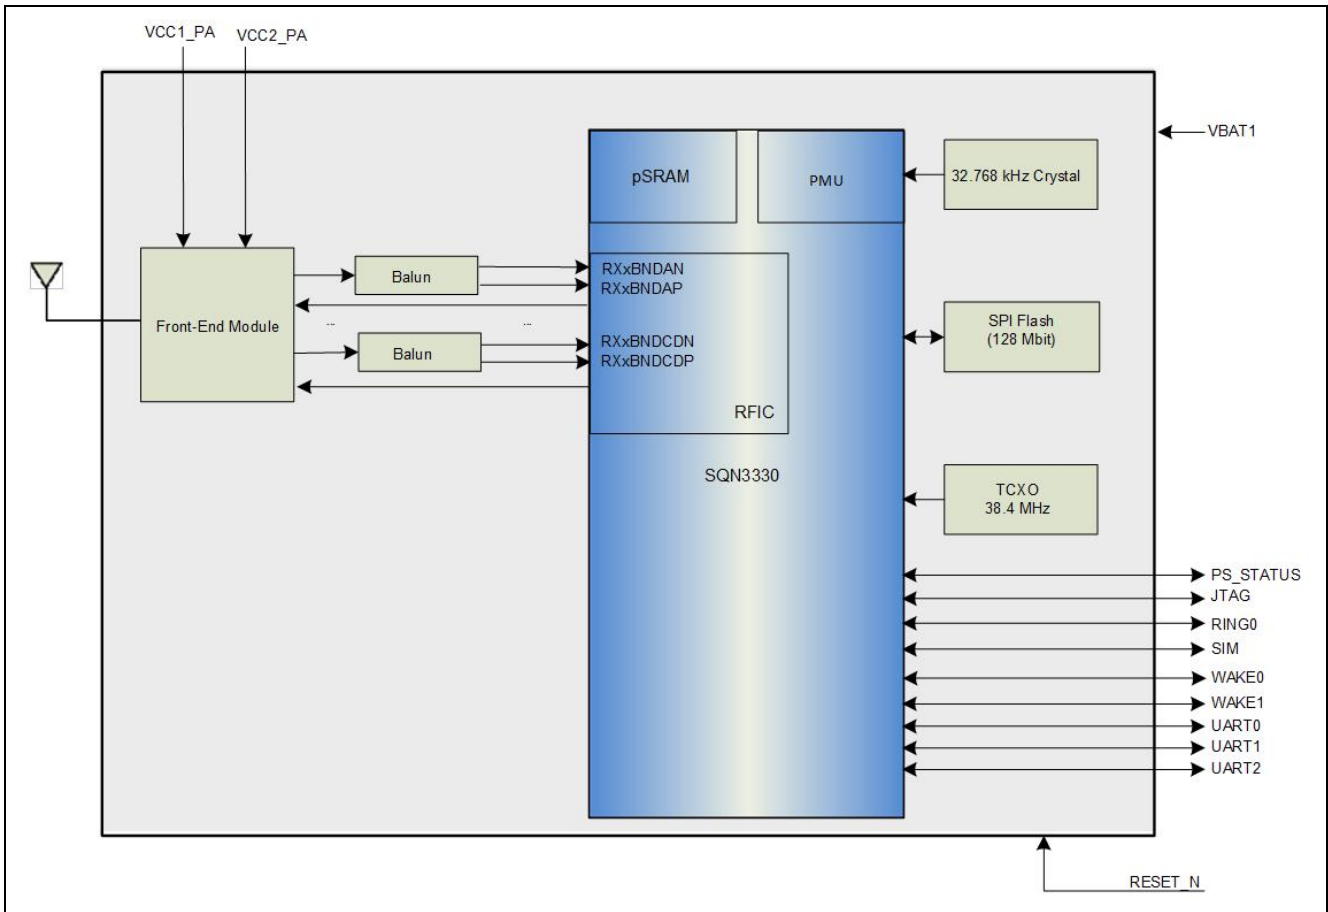 VCC1_PA
VCC2_PA
VBAT1
pSRAM
PMU
32.768 kHz Crystal
RXxBNDAN
RXxBNDAP
Balun
Front-End Module
...
...
SPI Flash
(128 Mbit)
RXxBNDCDN
RXxBNDCDP
Balun
RFIC
SQN3330
TCXO
38.4 MHz
PS_STATUS
JTAG
RING0
SIM
WAKE0
WAKE1
UART0
UART1
UART2
RESET_N